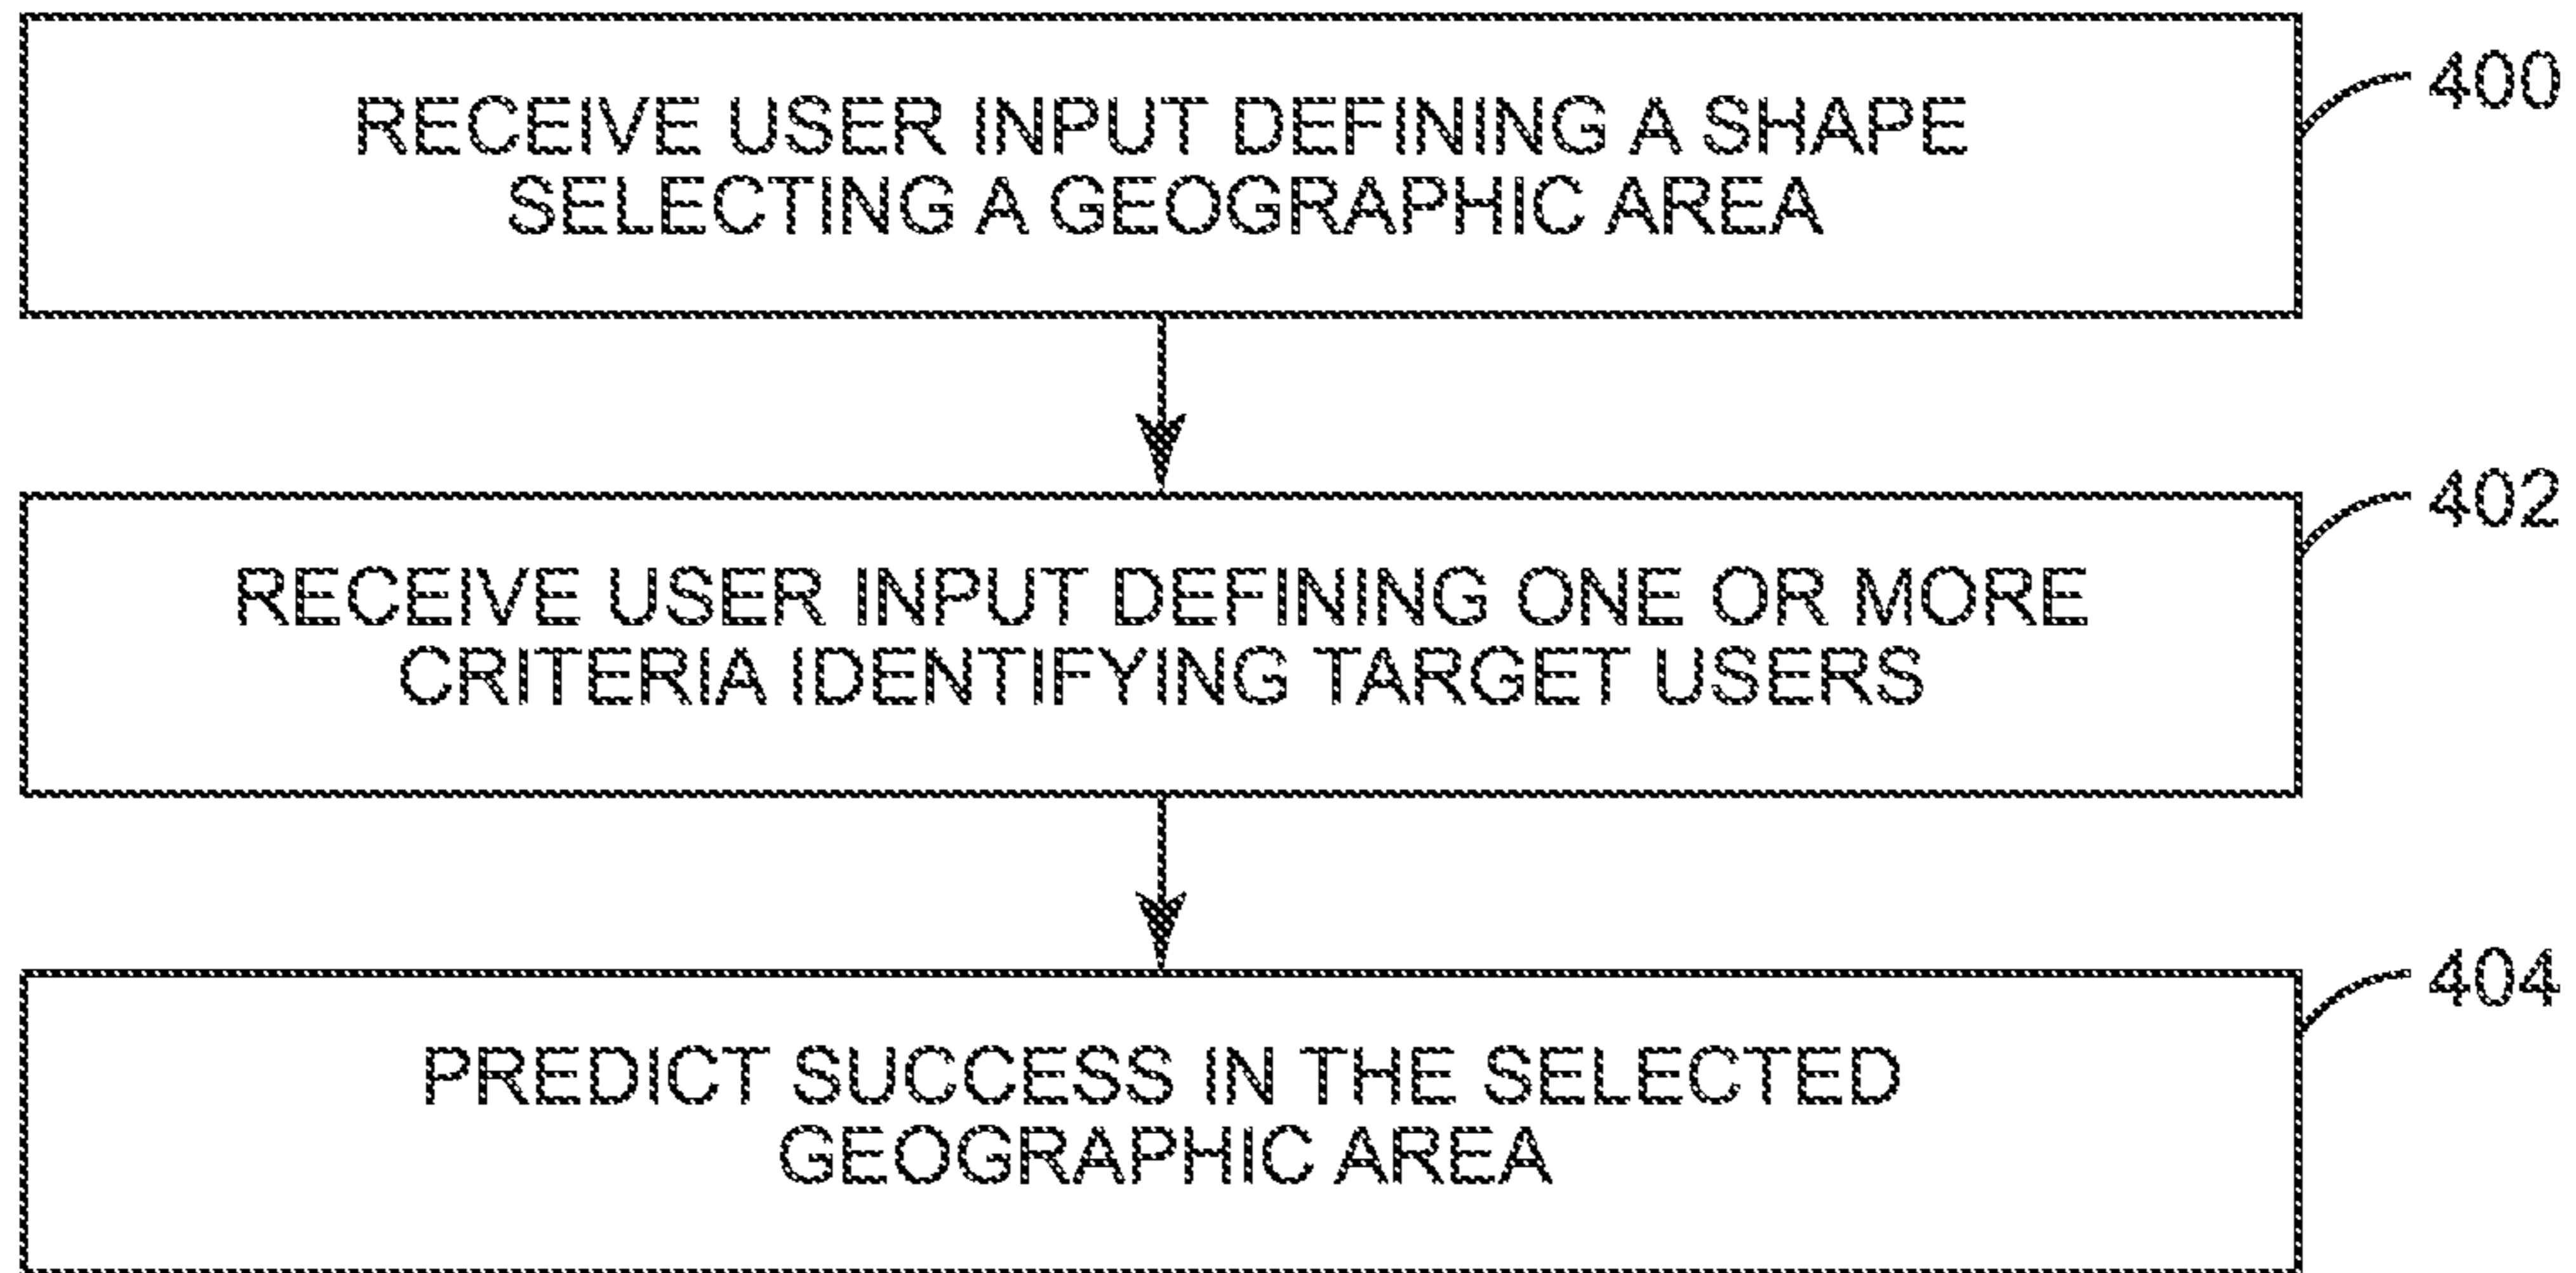 RECEIVE USER INPUT DEFINING A SHAPE
SELECTING A GEOGRAPHIC AREA
400
RECEIVE USER INPUT DEFINING ONE OR MORE
CRITERIA IDENTIFYING TARGET USERS
402
PREDICT SUCCESS IN THE SELECTED
GEOGRAPHIC AREA
404